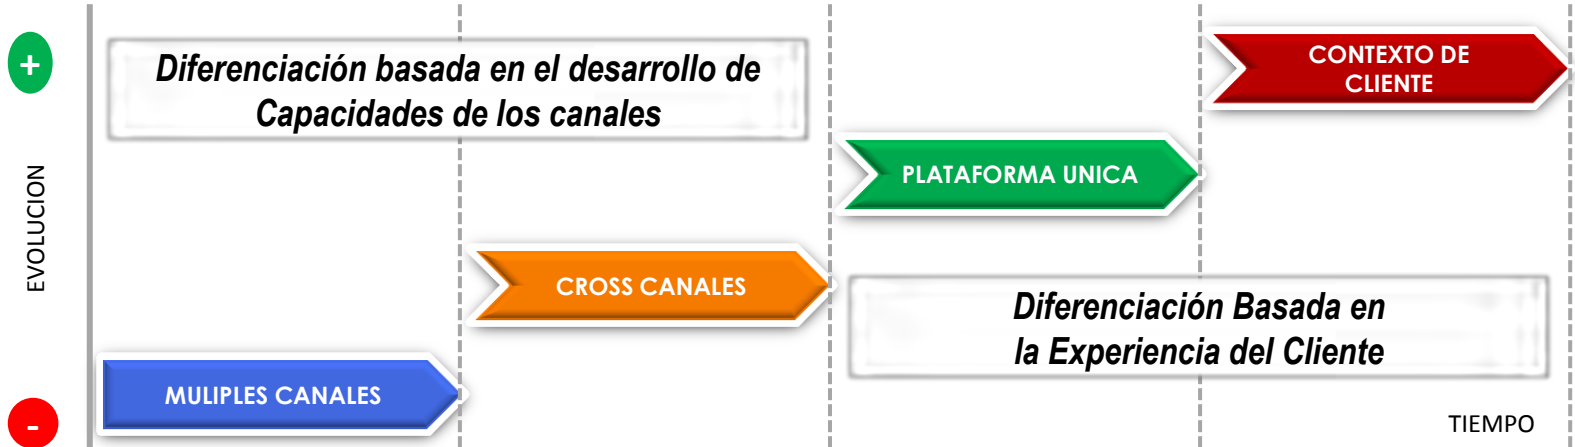 +
Diferenciación basada en el desarrollo de
Capacidades de los canales
CONTEXTO DE
CLIENTE
PLATAFORMA UNICA
EVOLUCION
CROSS CANALES
Diferenciación Basada en
la Experiencia del Cliente
MULIPLES CANALES
-
TIEMPO